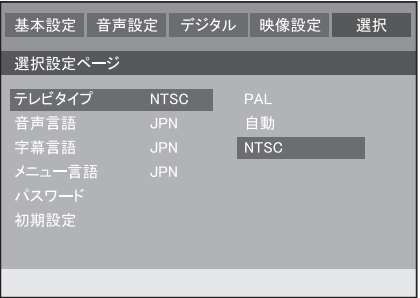 基本設定 音声設定 デジタル 映像設定 選択
選択設定ページ
テレビタイプ NTSC PAL
音声言語 JPN 自動
字幕言語 JPN NTSC
メニュー言語 JPN
パスワード
初期設定